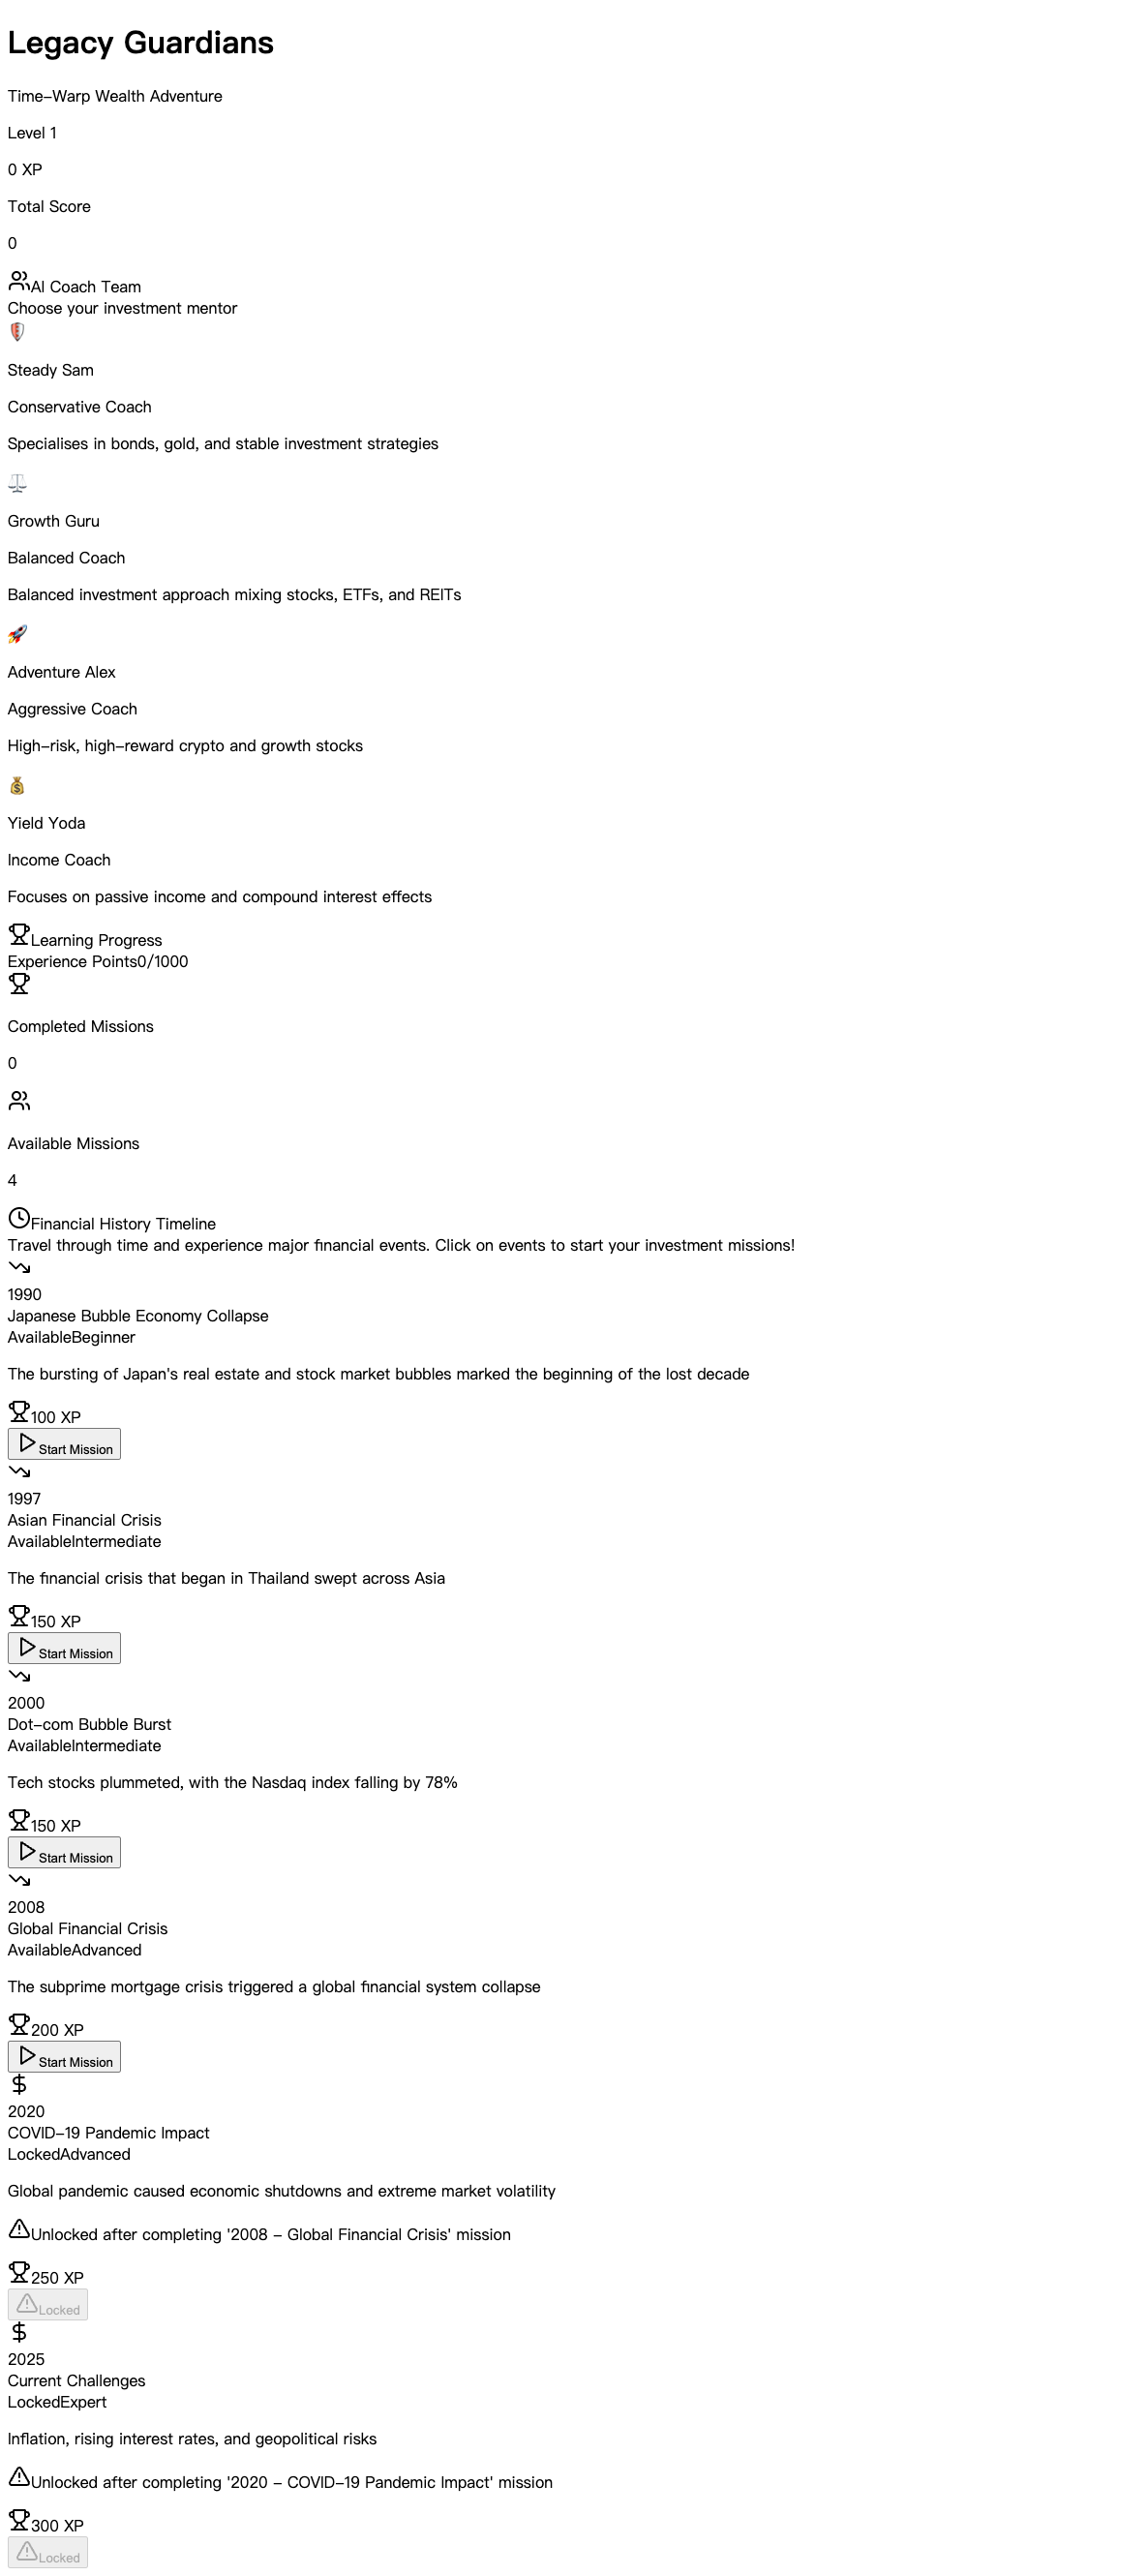 Legacy Guardians
Time-Warp Wealth Adventure
Level 1
0 XP
Total Score
0
AI Coach Team
Choose your investment mentor
Steady Sam
Conservative Coach
Specialises in bonds, gold, and stable investment strategies
Growth Guru
Balanced Coach
Balanced investment approach mixing stocks, ETFs, and REITs
Adventure Alex
Aggressive Coach
High-risk, high-reward crypto and growth stocks
Yield Yoda
Income Coach
Focuses on passive income and compound interest effects
Learning Progress
Experience Points0/1000
Completed Missions
0
Available Missions
4
Financial History Timeline
Travel through time and experience major financial events. Click on events to start your investment missions!
1990
Japanese Bubble Economy Collapse
AvailableBeginner
The bursting of Japan's real estate and stock market bubbles marked the beginning of the lost decade
100 XP
Start Mission
1997
Asian Financial Crisis
AvailableIntermediate
The financial crisis that began in Thailand swept across Asia
150 XP
Start Mission
2000
Dot-com Bubble Burst
AvailableIntermediate
Tech stocks plummeted, with the Nasdaq index falling by 78%
150 XP
Start Mission
2008
Global Financial Crisis
AvailableAdvanced
The subprime mortgage crisis triggered a global financial system collapse
200 XP
Start Mission
2020
COVID-19 Pandemic Impact
LockedAdvanced
Global pandemic caused economic shutdowns and extreme market volatility
Unlocked after completing '2008 - Global Financial Crisis' mission
250 XP
Locked
2025
Current Challenges
LockedExpert
Inflation, rising interest rates, and geopolitical risks
Unlocked after completing '2020 - COVID-19 Pandemic Impact' mission
300 XP
Locked